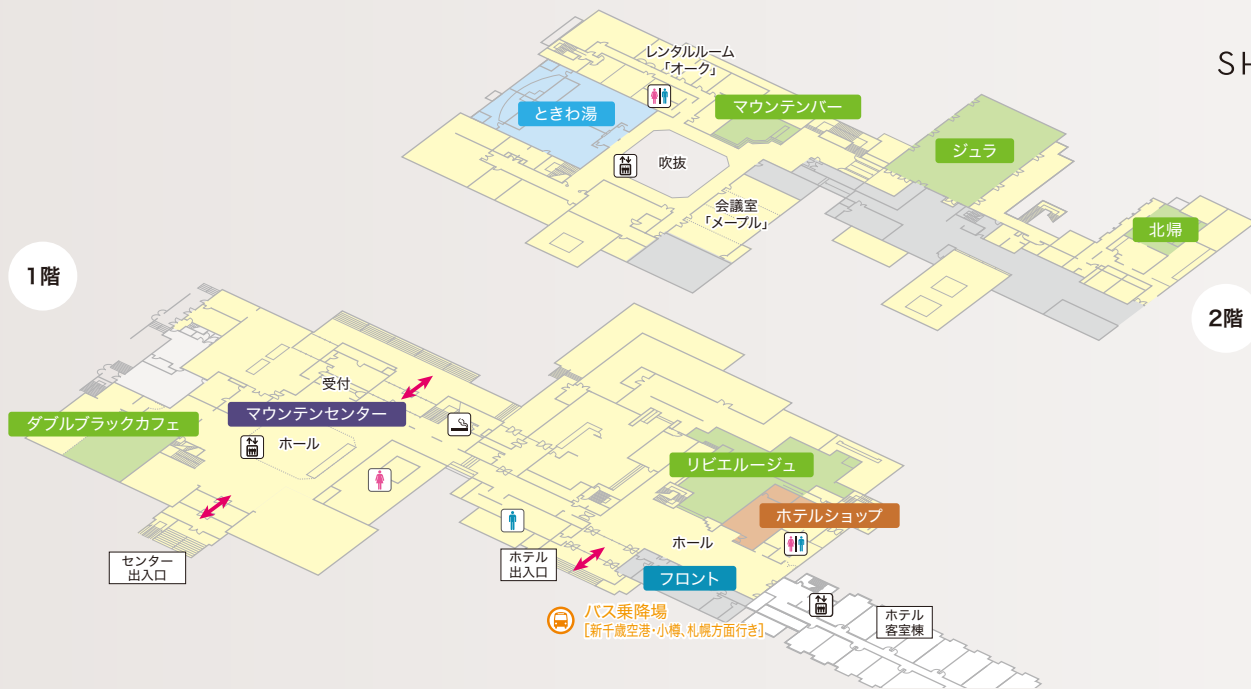 SH
レンタルルーム
「オーク」
マウンテンバー
ときわ湯
ジュラ
吹抜
会議室
「メープル」
北帰
2階
1階
受付
マウンテンセンター
ダブルブラックカフェ
ホール
リビエルージュ
ホテルショップ
ホール
センター
出入口
ホテル
出入口
フロント
バス乗降場
[新千歳空港・小樽、札幌方面行き]
ホテル
客室棟